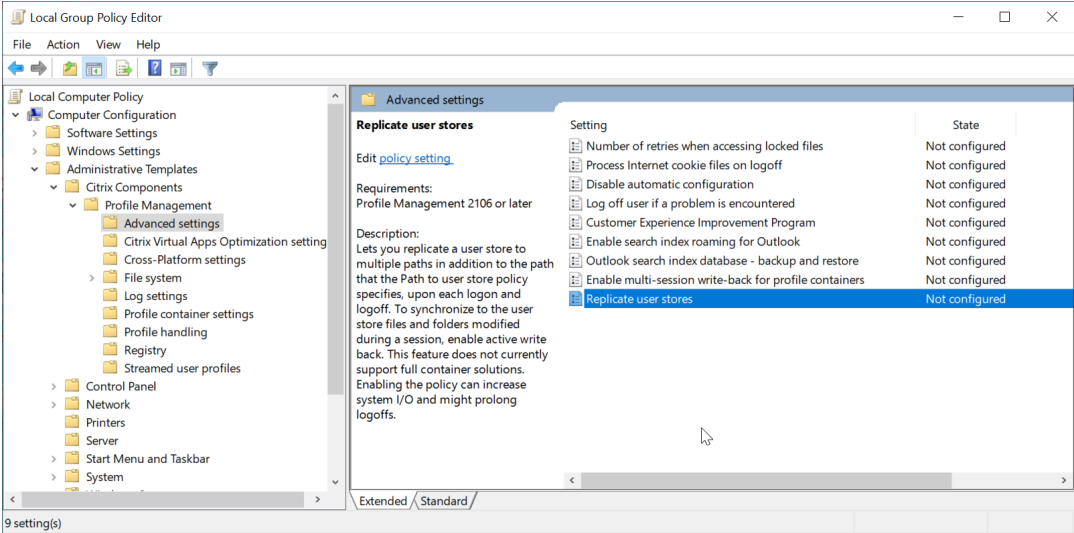 Local Group Policy Editor
File Action View Help
Local Computer Policy
Computer Configuration
Software Settings
Windows Settings
Administrative Templates
Citrix Components
Profile Management
Advanced settings
Citrix Virtual Apps Optimization setting
Cross-Platform settings
File system
Log settings
Profile container settings
Profile handling
Registry
Streamed user profiles
Control Panel
Network
Printers
Server
Start Menu and Taskbar
System
Advanced settings
Replicate user stores
Edit policy setting
Requirements:
Profile Management 2106 or later
Description:
Lets you replicate a user store to
multiple paths in addition to the path
that the Path to user store policy
specifies, upon each logon and
logoff. To synchronize to the user
store files and folders modified
during a session, enable active write
back. This feature does not currently
support full container solutions.
Enabling the policy can increase
system I/O and might prolong
logoffs.
Setting State
Number of retries when accessing locked files Not configured
Process Internet cookie files on logoff Not configured
Disable automatic configuration Not configured
Log off user if a problem is encountered Not configured
Customer Experience Improvement Program Not configured
Enable search index roaming for Outlook Not configured
Outlook search index database - backup and restore Not configured
Enable multi-session write-back for profile containers Not configured
Replicate user stores Not configured
Extended Standard
9 setting(s)